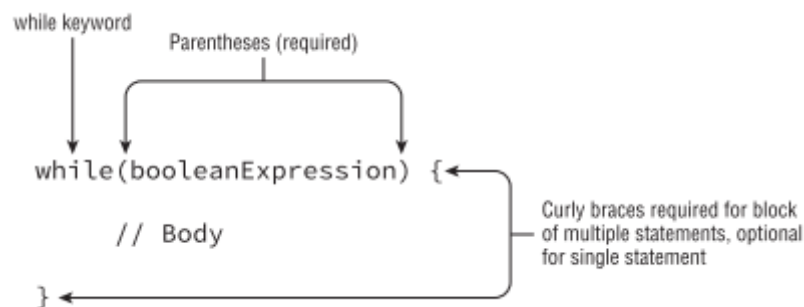 while keyword
Parentheses (required)
while(booleanExpression) {
// Body
Curly braces required for block
of multiple statements, optional
for single statement
}